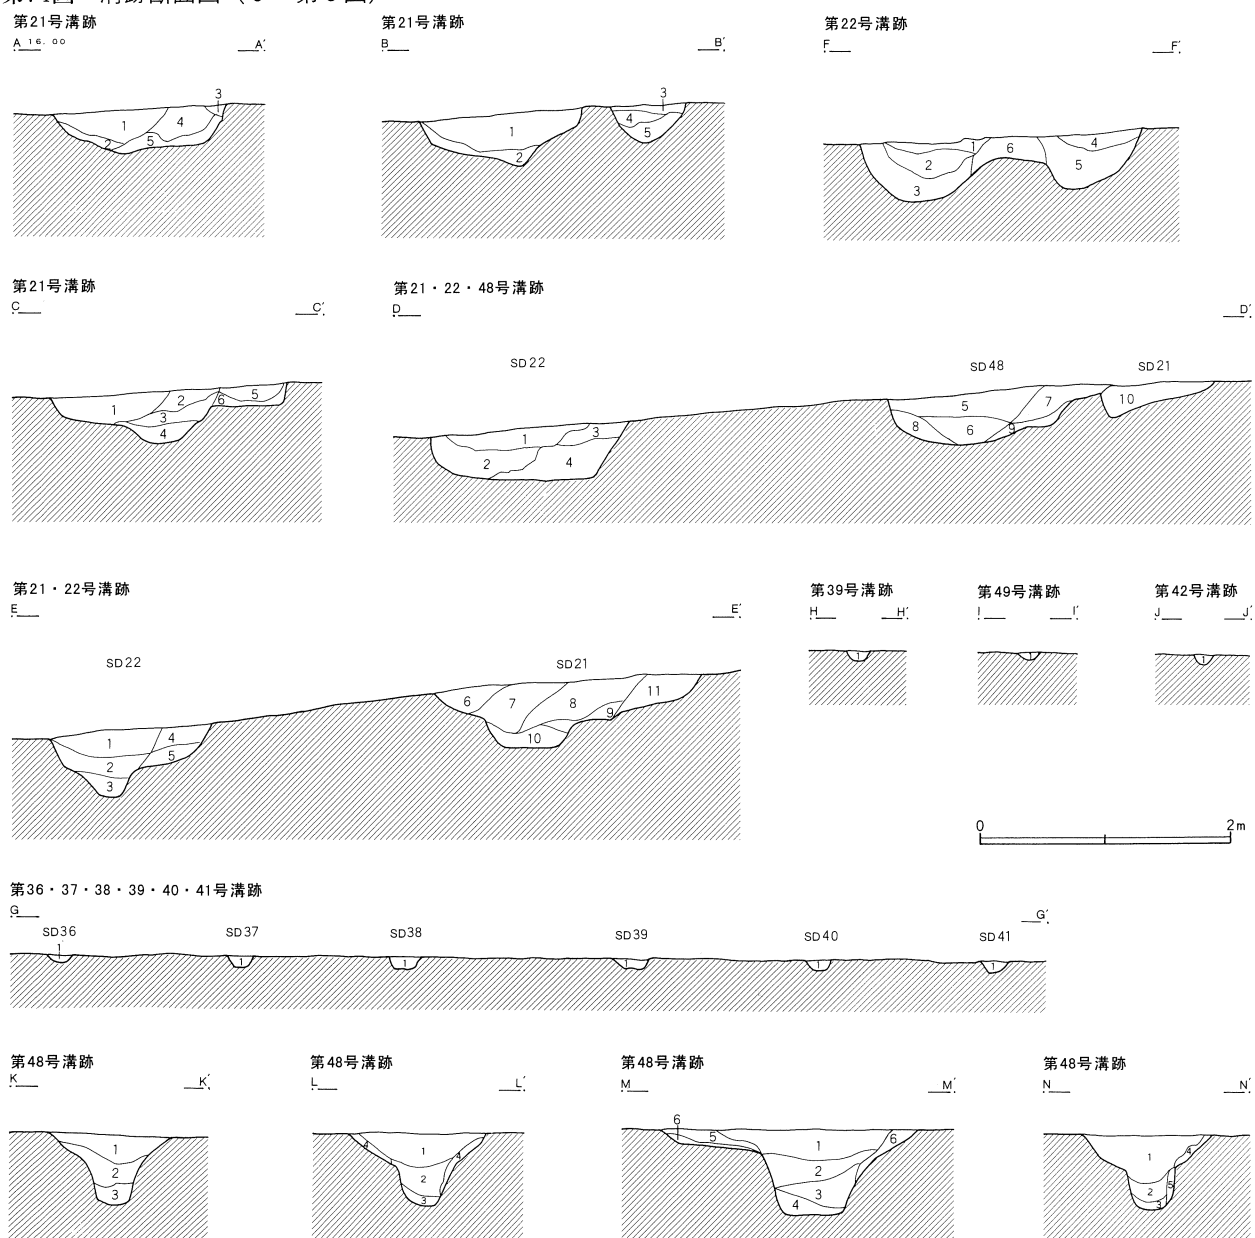 第21号溝跡
A 16.00 A′
1 2 3 4 5
第21号溝跡
B B′
1 2 3 4 5
第22号溝跡
F F′
1 2 3 4 5 6
第21号溝跡
C C′
1 2 3 4 5 6
第21・22・48号溝跡
D D′
SD22 SD48 SD21
1 2 3 4 5 6 7 8 9 10
第21・22号溝跡
E E′
SD22 SD21
1 2 3 4 5 6 7 8 9 10 11
第39号溝跡
H H′
1
第49号溝跡
I I′
1
第42号溝跡
J J′
1
0 2m
第36・37・38・39・40・41号溝跡
G G′
SD36 SD37 SD38 SD39 SD40 SD41
1 1 1 1 1 1
第48号溝跡
K K′
1 2 3
第48号溝跡
L L′
4 1 4 2 3
第48号溝跡
M M′
6 5 1 6 2 3 4
第48号溝跡
N N′
1 4 2 5 3